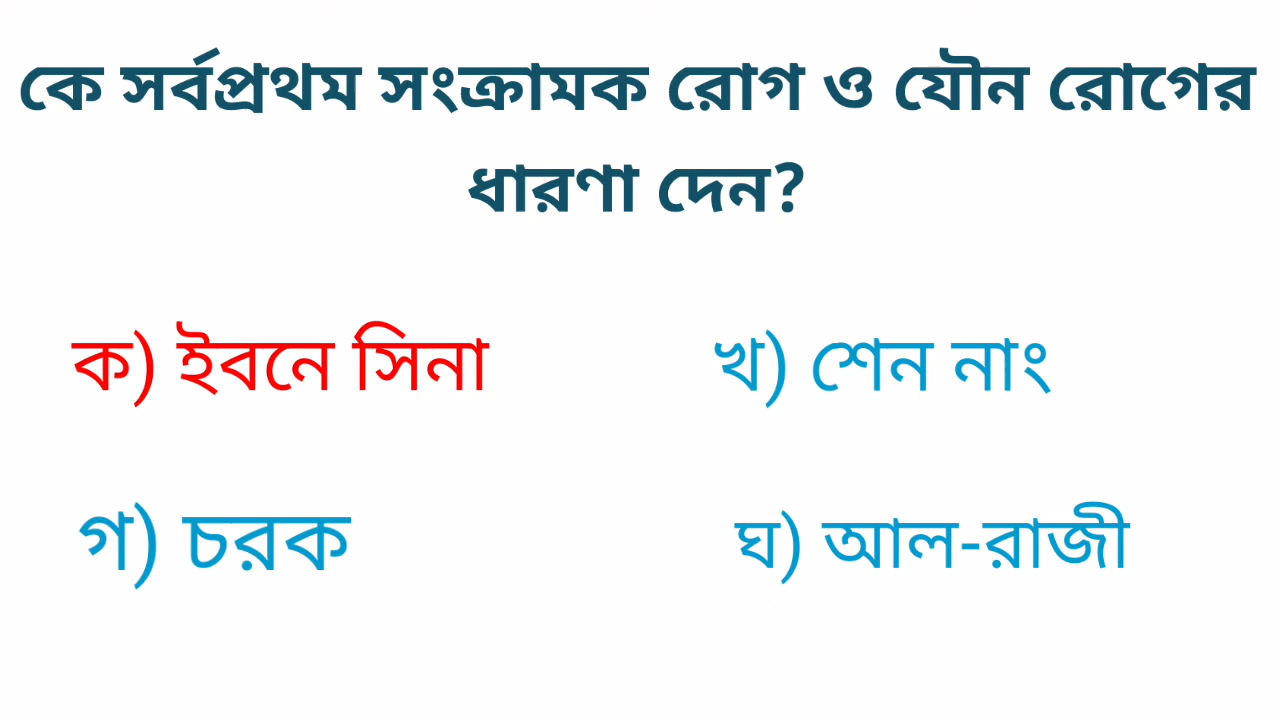 কে সর্বপ্রথম সংক্রামক রোগ ও যৌন রোগের
ধারণা দেন?
ক) ইবনে সিনা
খ) শেন নাং
গ) চরক
ঘ) আল-রাজী